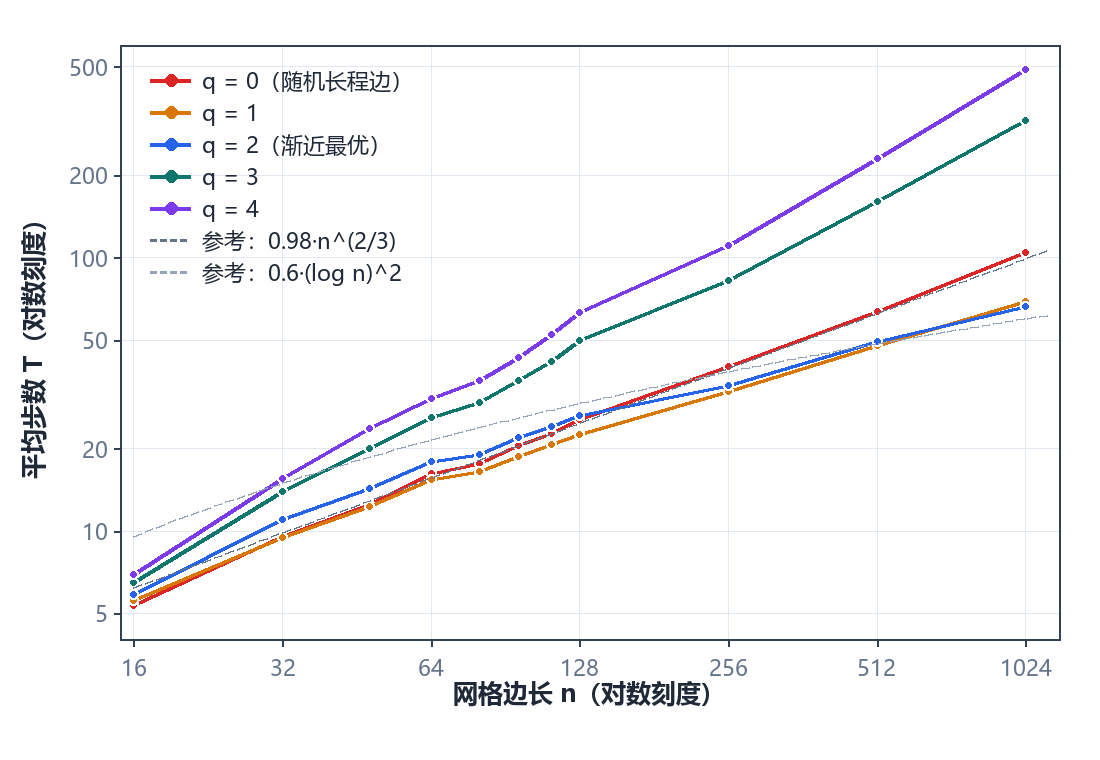 500
200
100
50
20
10
5
平均步数 T（对数刻度）
q = 0（随机长程边）
q = 1
q = 2（渐近最优）
q = 3
q = 4
参考：0.98·n^(2/3)
参考：0.6·(log n)^2
16 32 64 128 256 512 1024
网格边长 n（对数刻度）